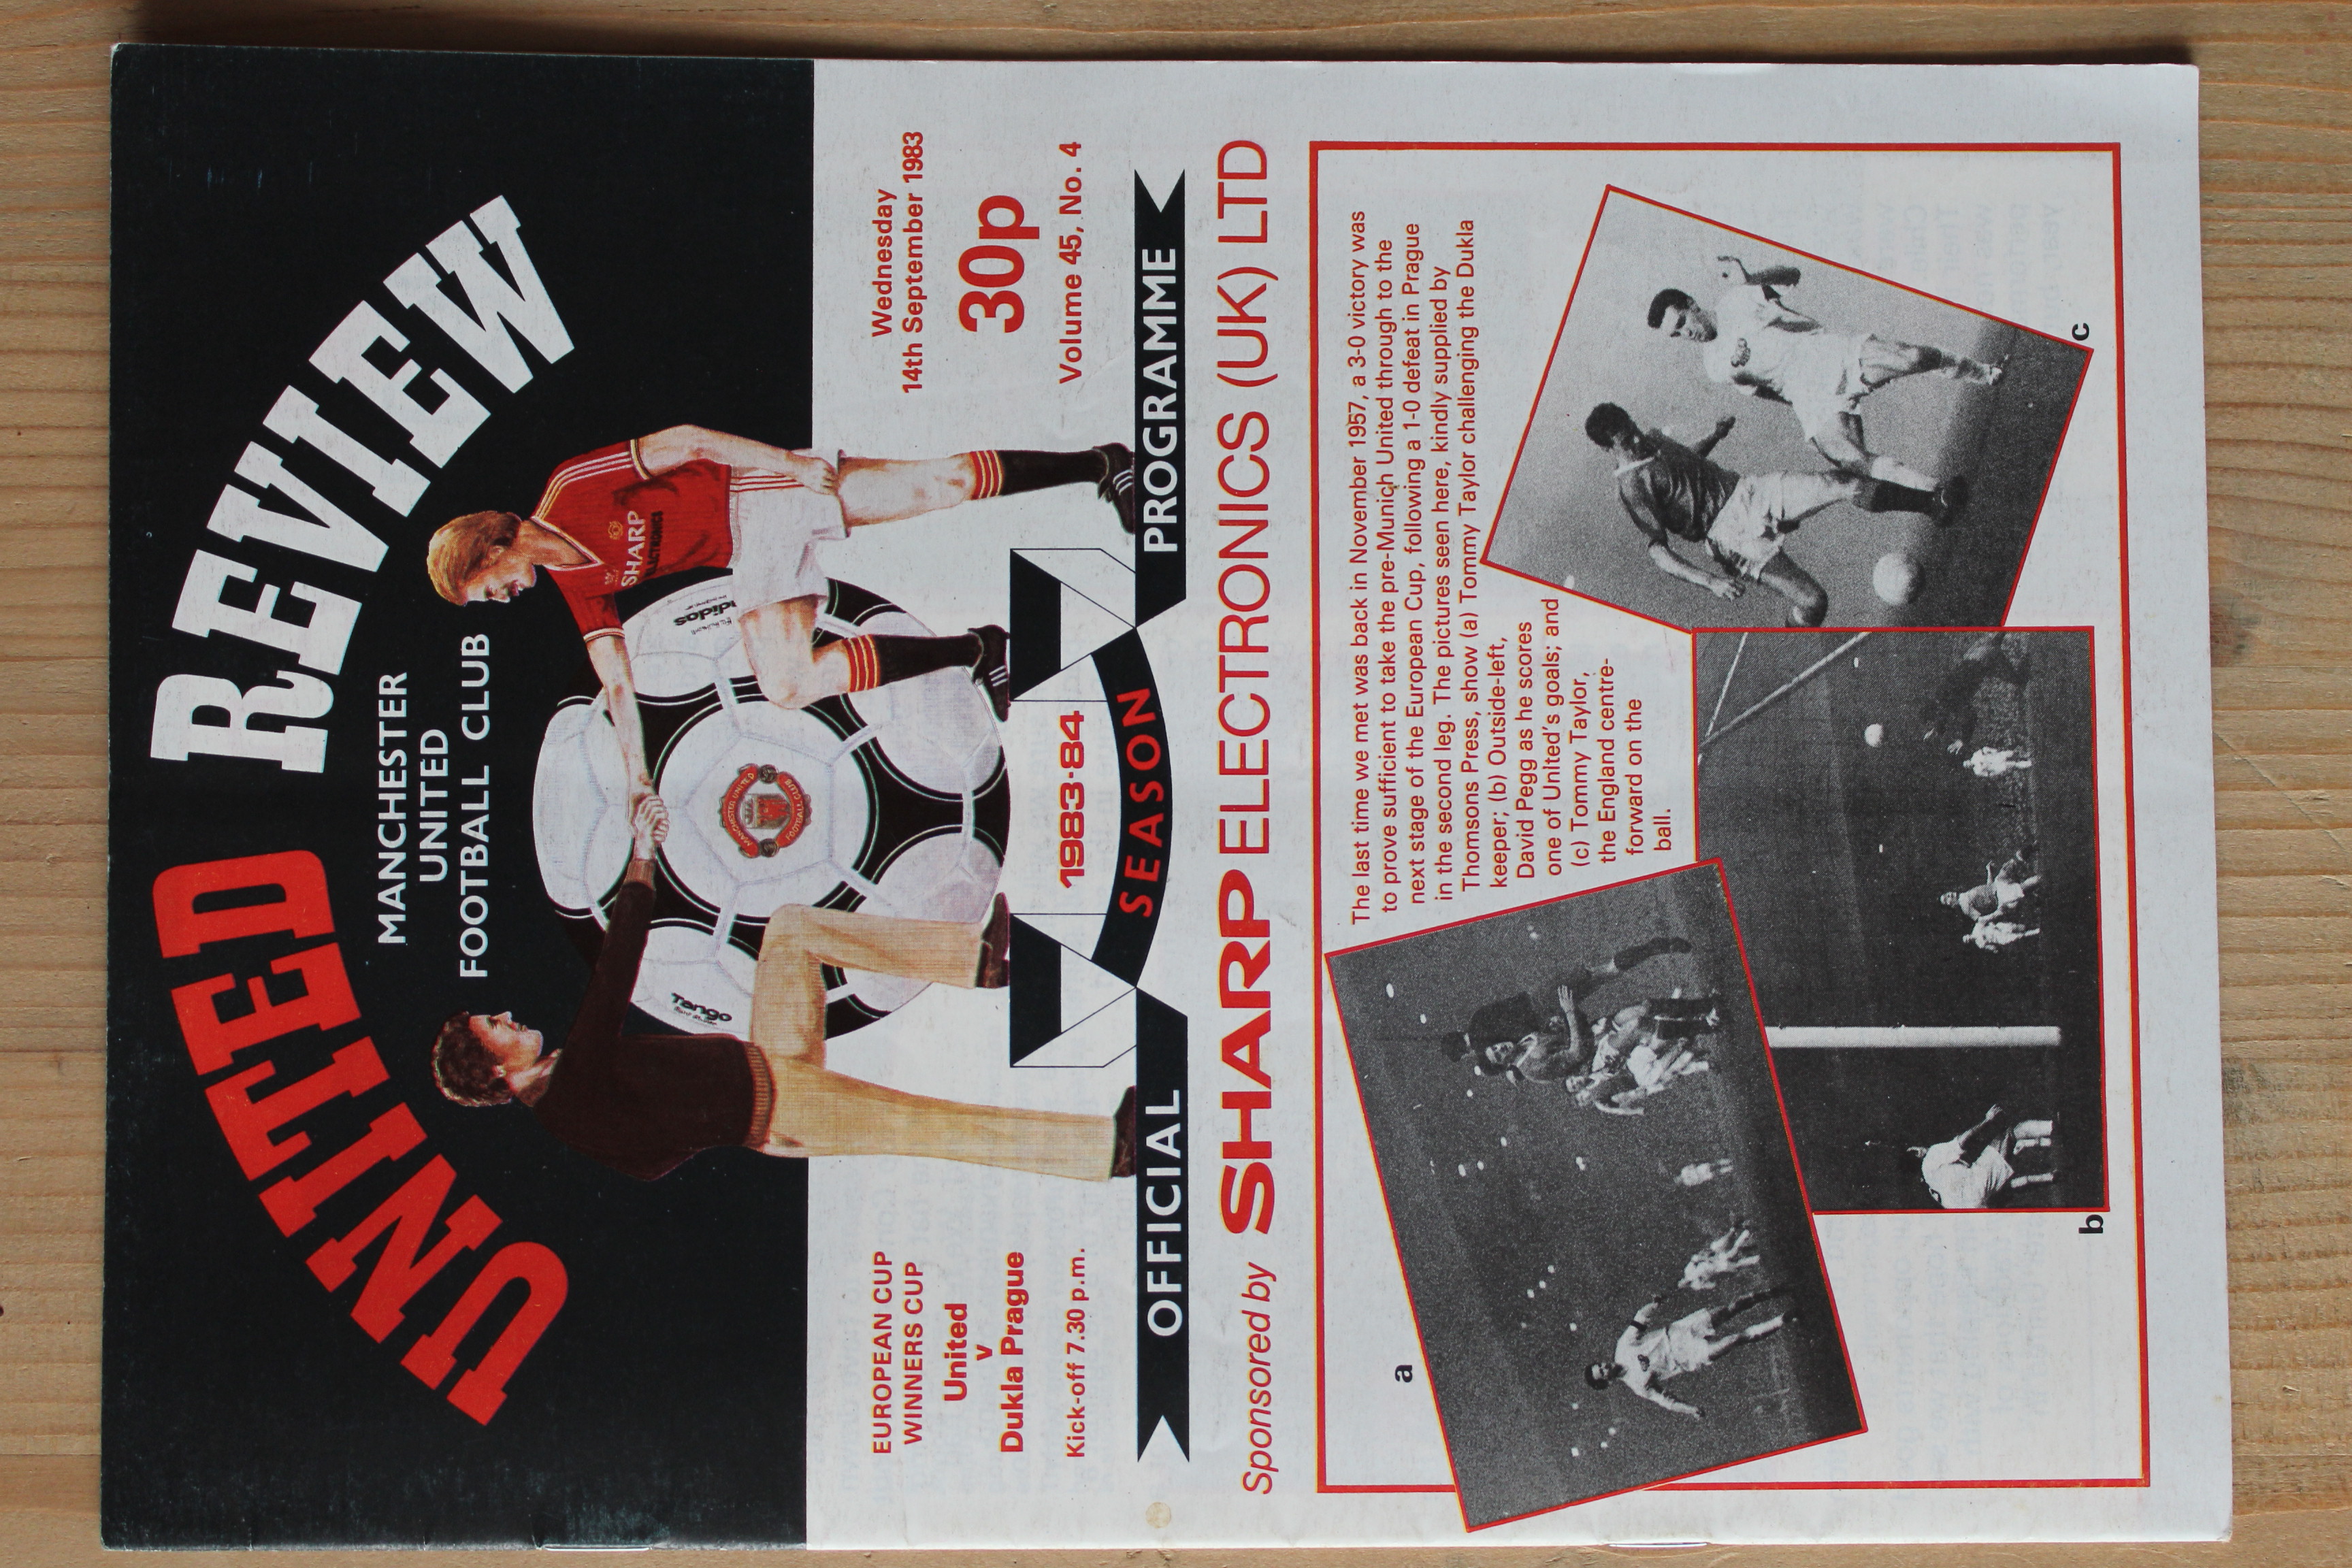 UNITED REVIEW
MANCHESTER
UNITED
FOOTBALL CLUB
EUROPEAN CUP
WINNERS CUP
United
v
Dukla Prague
Kick-off 7.30 p.m.
Wednesday
14th September 1983
30p
Volume 45, No. 4
SHARP
ELECTRONICS
adidas
Tango
MANCHESTER UNITED
FOOTBALL CLUB
1983-84
SEASON
OFFICIAL
PROGRAMME
Sponsored by SHARP ELECTRONICS (UK) LTD
The last time we met was back in November 1957, a 3-0 victory was
to prove sufficient to take the pre-Munich United through to the
next stage of the European Cup, following a 1-0 defeat in Prague
in the second leg. The pictures seen here, kindly supplied by
Thomsons Press, show (a) Tommy Taylor challenging the Dukla
keeper; (b) Outside-left,
David Pegg as he scores
one of United's goals; and
(c) Tommy Taylor,
the England centre-
forward on the
ball.
a
b
c